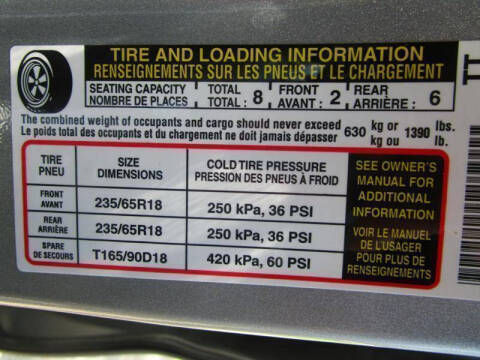 TIRE AND LOADING INFORMATION
RENSEIGNEMENTS SUR LES PNEUS ET LE CHARGEMENT
SEATING CAPACITY TOTAL FRONT REAR
NOMBRE DE PLACES TOTAL : 8 AVANT : 2 ARRIÈRE : 6
The combined weight of occupants and cargo should never exceed 630 kg or 1390 lbs.
Le poids total des occupants et du chargement ne doit jamais dépasser kg ou lb.
TIRE SIZE COLD TIRE PRESSURE
PNEU DIMENSIONS PRESSION DES PNEUS À FROID
FRONT
AVANT 235/65R18 250 kPa, 36 PSI
REAR
ARRIÈRE 235/65R18 250 kPa, 36 PSI
SPARE
DE SECOURS T165/90D18 420 kPa, 60 PSI
SEE OWNER'S
MANUAL FOR
ADDITIONAL
INFORMATION
VOIR LE MANUEL
DE L'USAGER
POUR PLUS DE
RENSEIGNEMENTS